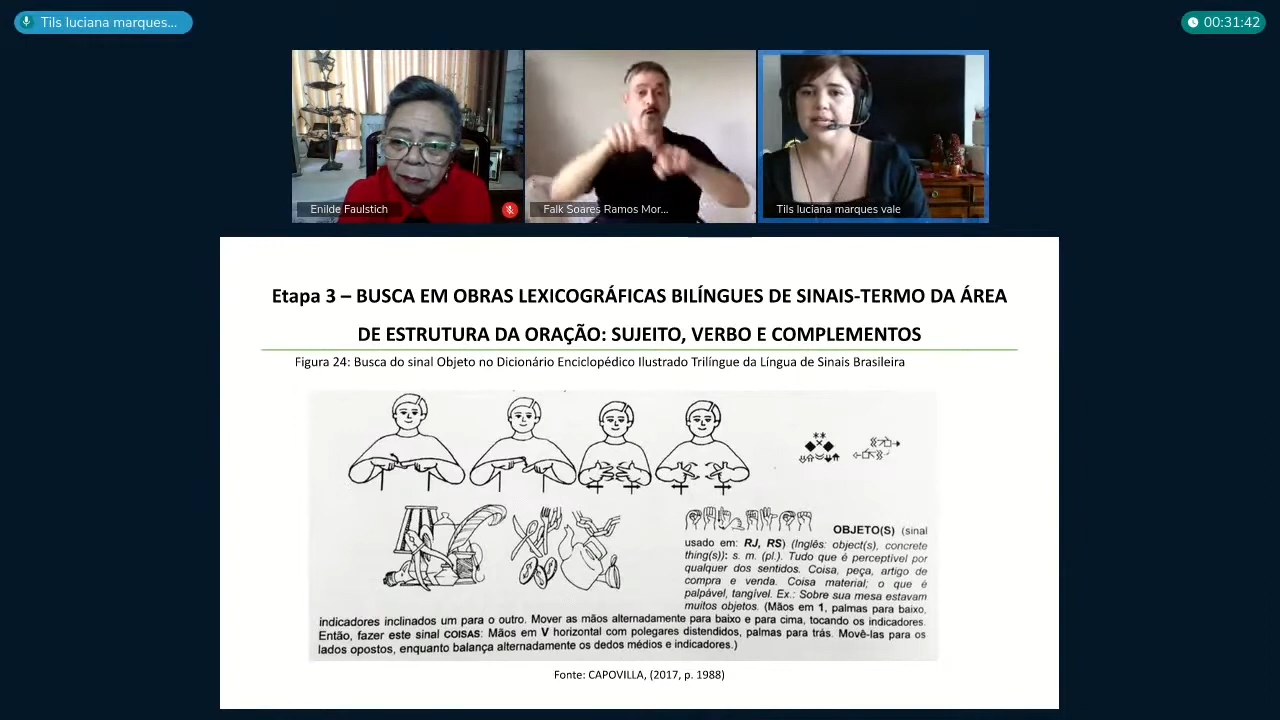 Tils luciana marques...
00:31:42
Enilde Faulstich
Falk Soares Ramos Mor...
Tils luciana marques vale
Etapa 3 – BUSCA EM OBRAS LEXICOGRÁFICAS BILÍNGUES DE SINAIS-TERMO DA ÁREA
DE ESTRUTURA DA ORAÇÃO: SUJEITO, VERBO E COMPLEMENTOS
Figura 24: Busca do sinal Objeto no Dicionário Enciclopédico Ilustrado Trilíngue da Língua de Sinais Brasileira
OBJETO(S) (sinal
usado em: RJ, RS) (Inglês: object(s), concrete
thing(s)): s. m. (pl.). Tudo que é perceptível por
qualquer dos sentidos. Coisa, peça, artigo de
compra e venda. Coisa material; o que é
palpável, tangível. Ex.: Sobre sua mesa estavam
muitos objetos. (Mãos em 1, palmas para baixo,
indicadores inclinados um para o outro. Mover as mãos alternadamente para baixo e para cima, tocando os indicadores.
Então, fazer este sinal COISAS: Mãos em V horizontal com polegares distendidos, palmas para trás. Movê-las para os
lados opostos, enquanto balança alternadamente os dedos médios e indicadores.)
Fonte: CAPOVILLA, (2017, p. 1988)